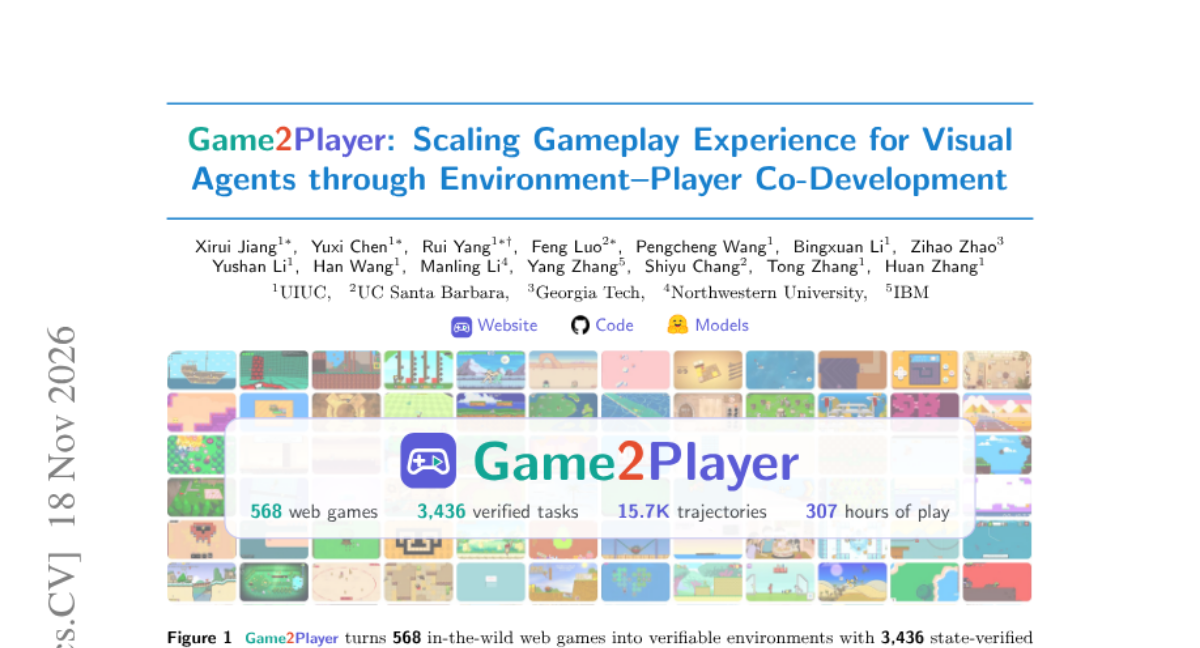 Game2Player: Scaling Gameplay Experience for Visual
Agents through Environment–Player Co-Development
Xirui Jiang1*, Yuxi Chen1*, Rui Yang1*†, Feng Luo2*, Pengcheng Wang1, Bingxuan Li1, Zihao Zhao3
Yushan Li1, Han Wang1, Manling Li4, Yang Zhang5, Shiyu Chang2, Tong Zhang1, Huan Zhang1
1UIUC, 2UC Santa Barbara, 3Georgia Tech, 4Northwestern University, 5IBM
Website Code Models
Game2Player
568 web games 3,436 verified tasks 15.7K trajectories 307 hours of play
Figure 1 Game2Player turns 568 in-the-wild web games into verifiable environments with 3,436 state-verified
cs.CV] 18 Nov 2026